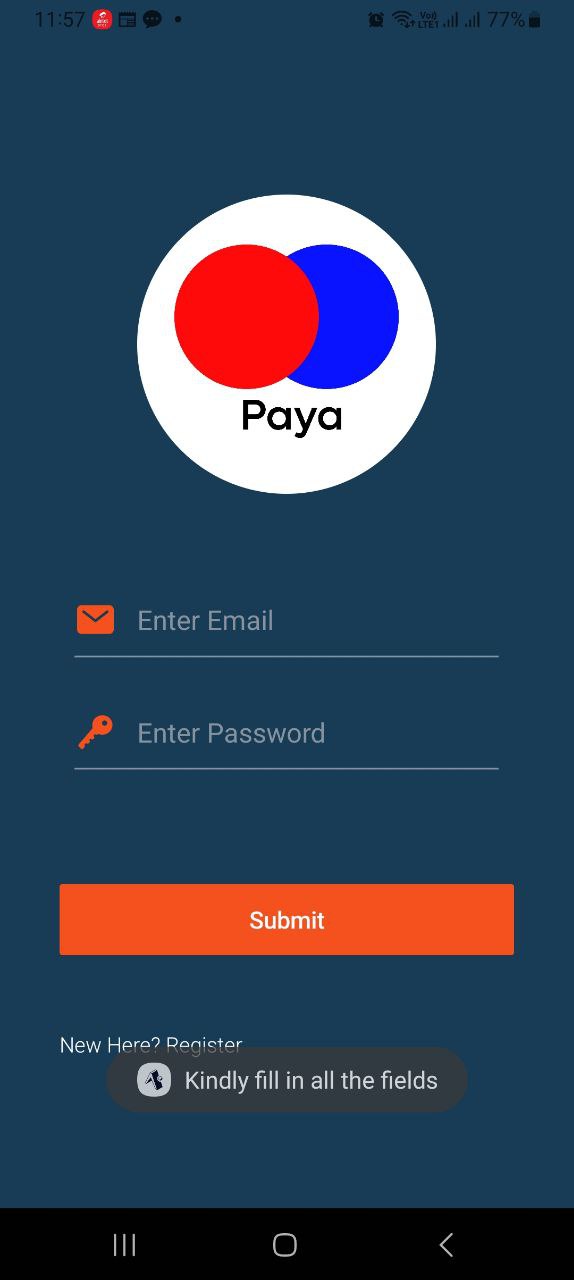 11:57
Vo)) LTE1 77%
Paya
Enter Email
Enter Password
Submit
New Here? Register
Kindly fill in all the fields